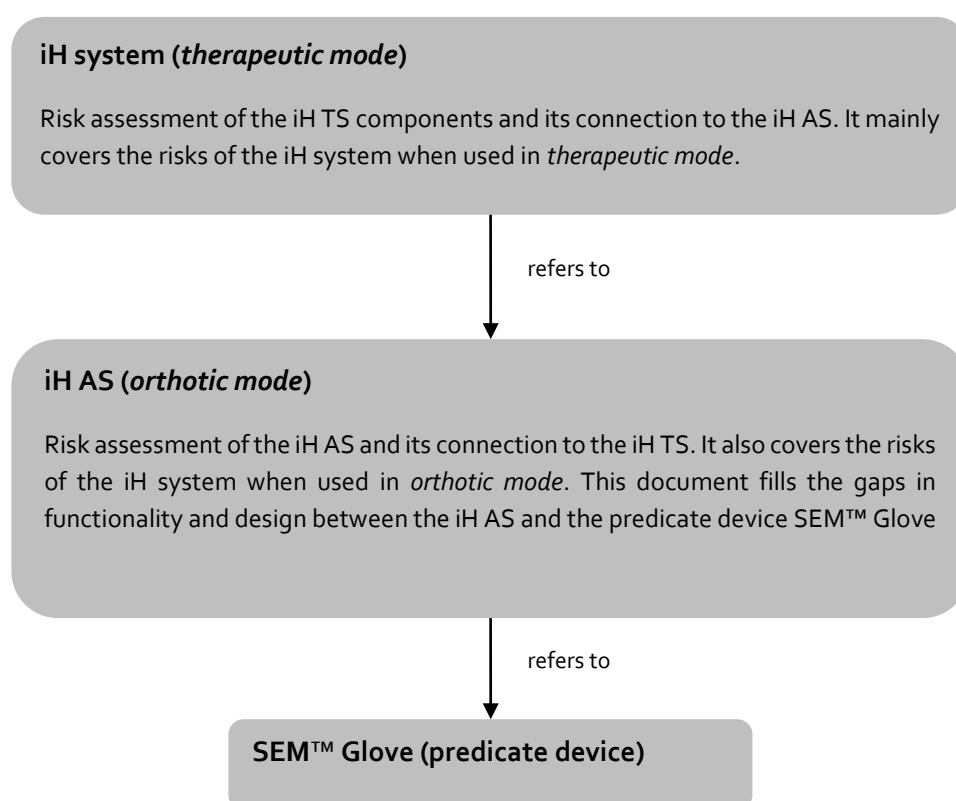 iH system (therapeutic mode)
Risk assessment of the iH TS components and its connection to the iH AS. It mainly
covers the risks of the iH system when used in therapeutic mode.
refers to
iH AS (orthotic mode)
Risk assessment of the iH AS and its connection to the iH TS. It also covers the risks
of the iH system when used in orthotic mode. This document fills the gaps in
functionality and design between the iH AS and the predicate device SEM™ Glove
refers to
SEM™ Glove (predicate device)